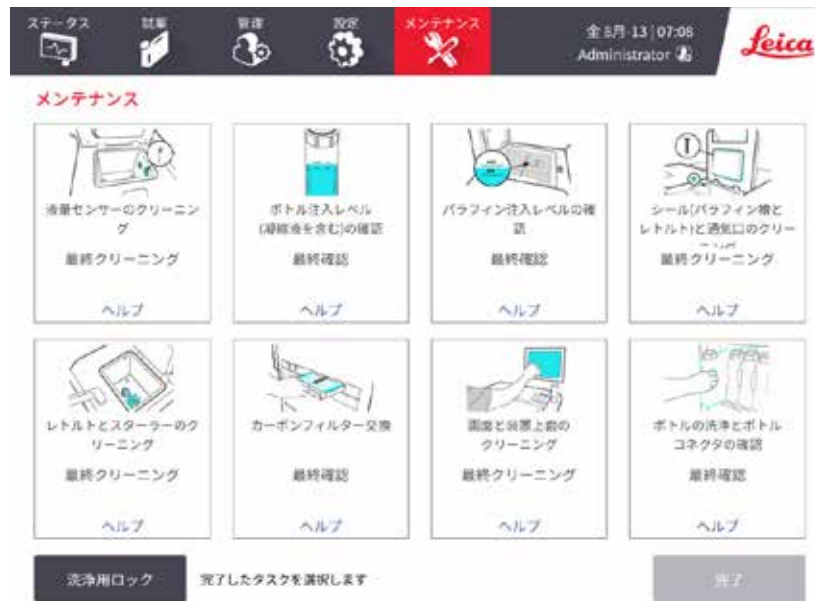 ステータス
試薬
管理
設定
メンテナンス
金 8月-13 | 07:08
Administrator
Leica
メンテナンス
液量センサーのクリーニン
グ
最終クリーニング
ヘルプ
ボトル注入レベル
(凝縮液を含む)の確認
最終確認
ヘルプ
パラフィン注入レベルの確
認
最終確認
ヘルプ
シール(パラフィン槽と
レトルト)と通気口のクリー
最終クリーニング
ヘルプ
レトルトとスターラーのク
リーニング
最終クリーニング
ヘルプ
カーボンフィルター交換
最終確認
ヘルプ
画面と装置上面の
クリーニング
最終クリーニング
ヘルプ
ボトルの洗浄とボトル
コネクタの確認
最終確認
ヘルプ
洗浄用ロック
完了したタスクを選択します
完了